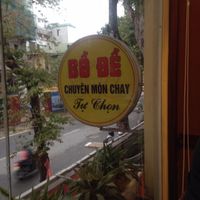 BỒ ĐỀ
CHUYÊN MÓN CHAY
Tự Chọn